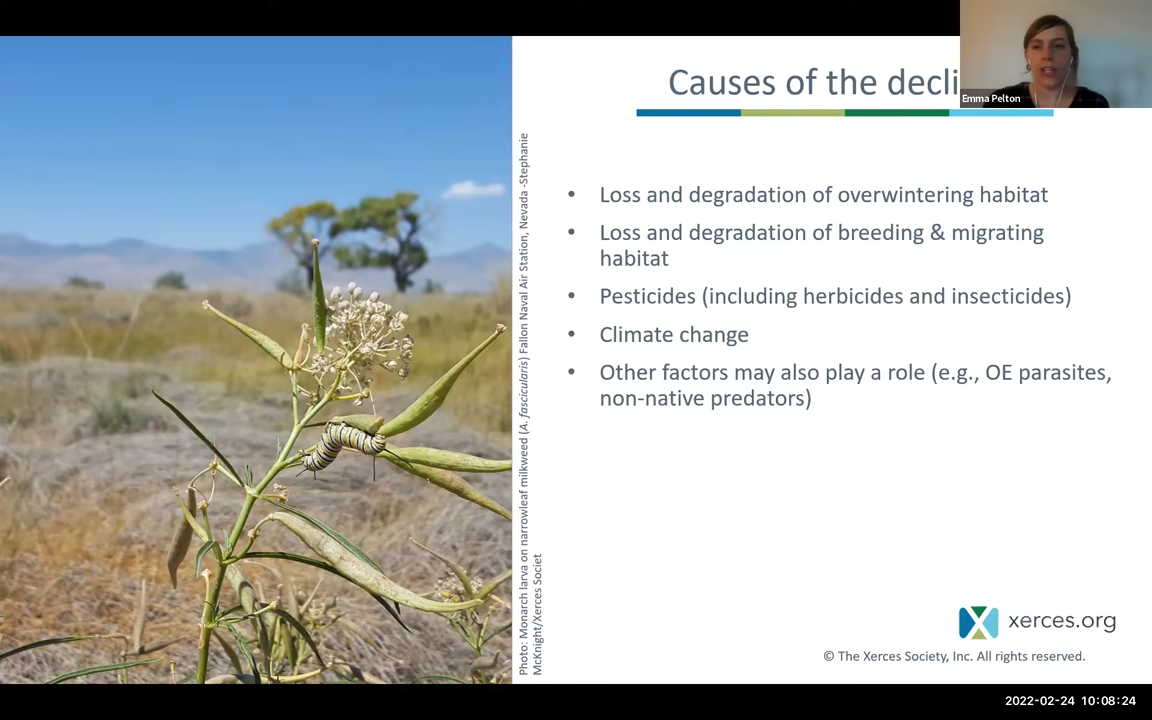 Causes of the decli
Emma Pelton
• Loss and degradation of overwintering habitat
• Loss and degradation of breeding & migrating
habitat
• Pesticides (including herbicides and insecticides)
• Climate change
• Other factors may also play a role (e.g., OE parasites,
non-native predators)
Photo: Monarch larva on narrowleaf milkweed (A. fascicularis) Fallon Naval Air Station, Nevada -Stephanie
McKnight/Xerces Societ
xerces.org
© The Xerces Society, Inc. All rights reserved.
2022-02-24 10:08:24